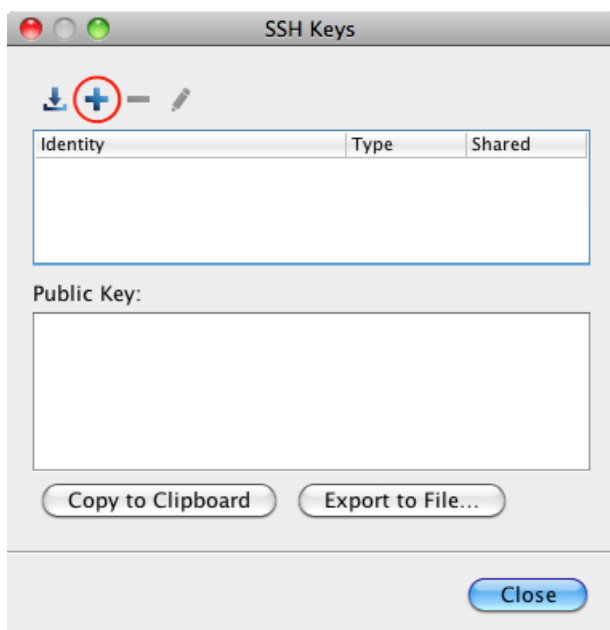 SSH Keys
Identity Type Shared
Public Key:
Copy to Clipboard Export to File...
Close